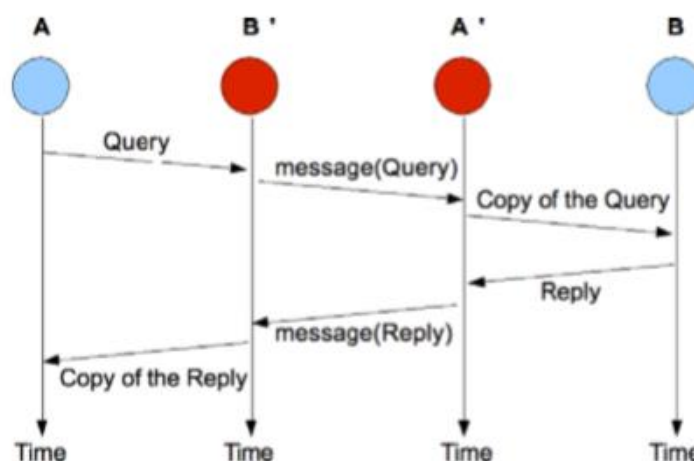 A B ' A ' B
Query
message(Query)
Copy of the Query
Reply
message(Reply)
Copy of the Reply
Time Time Time Time